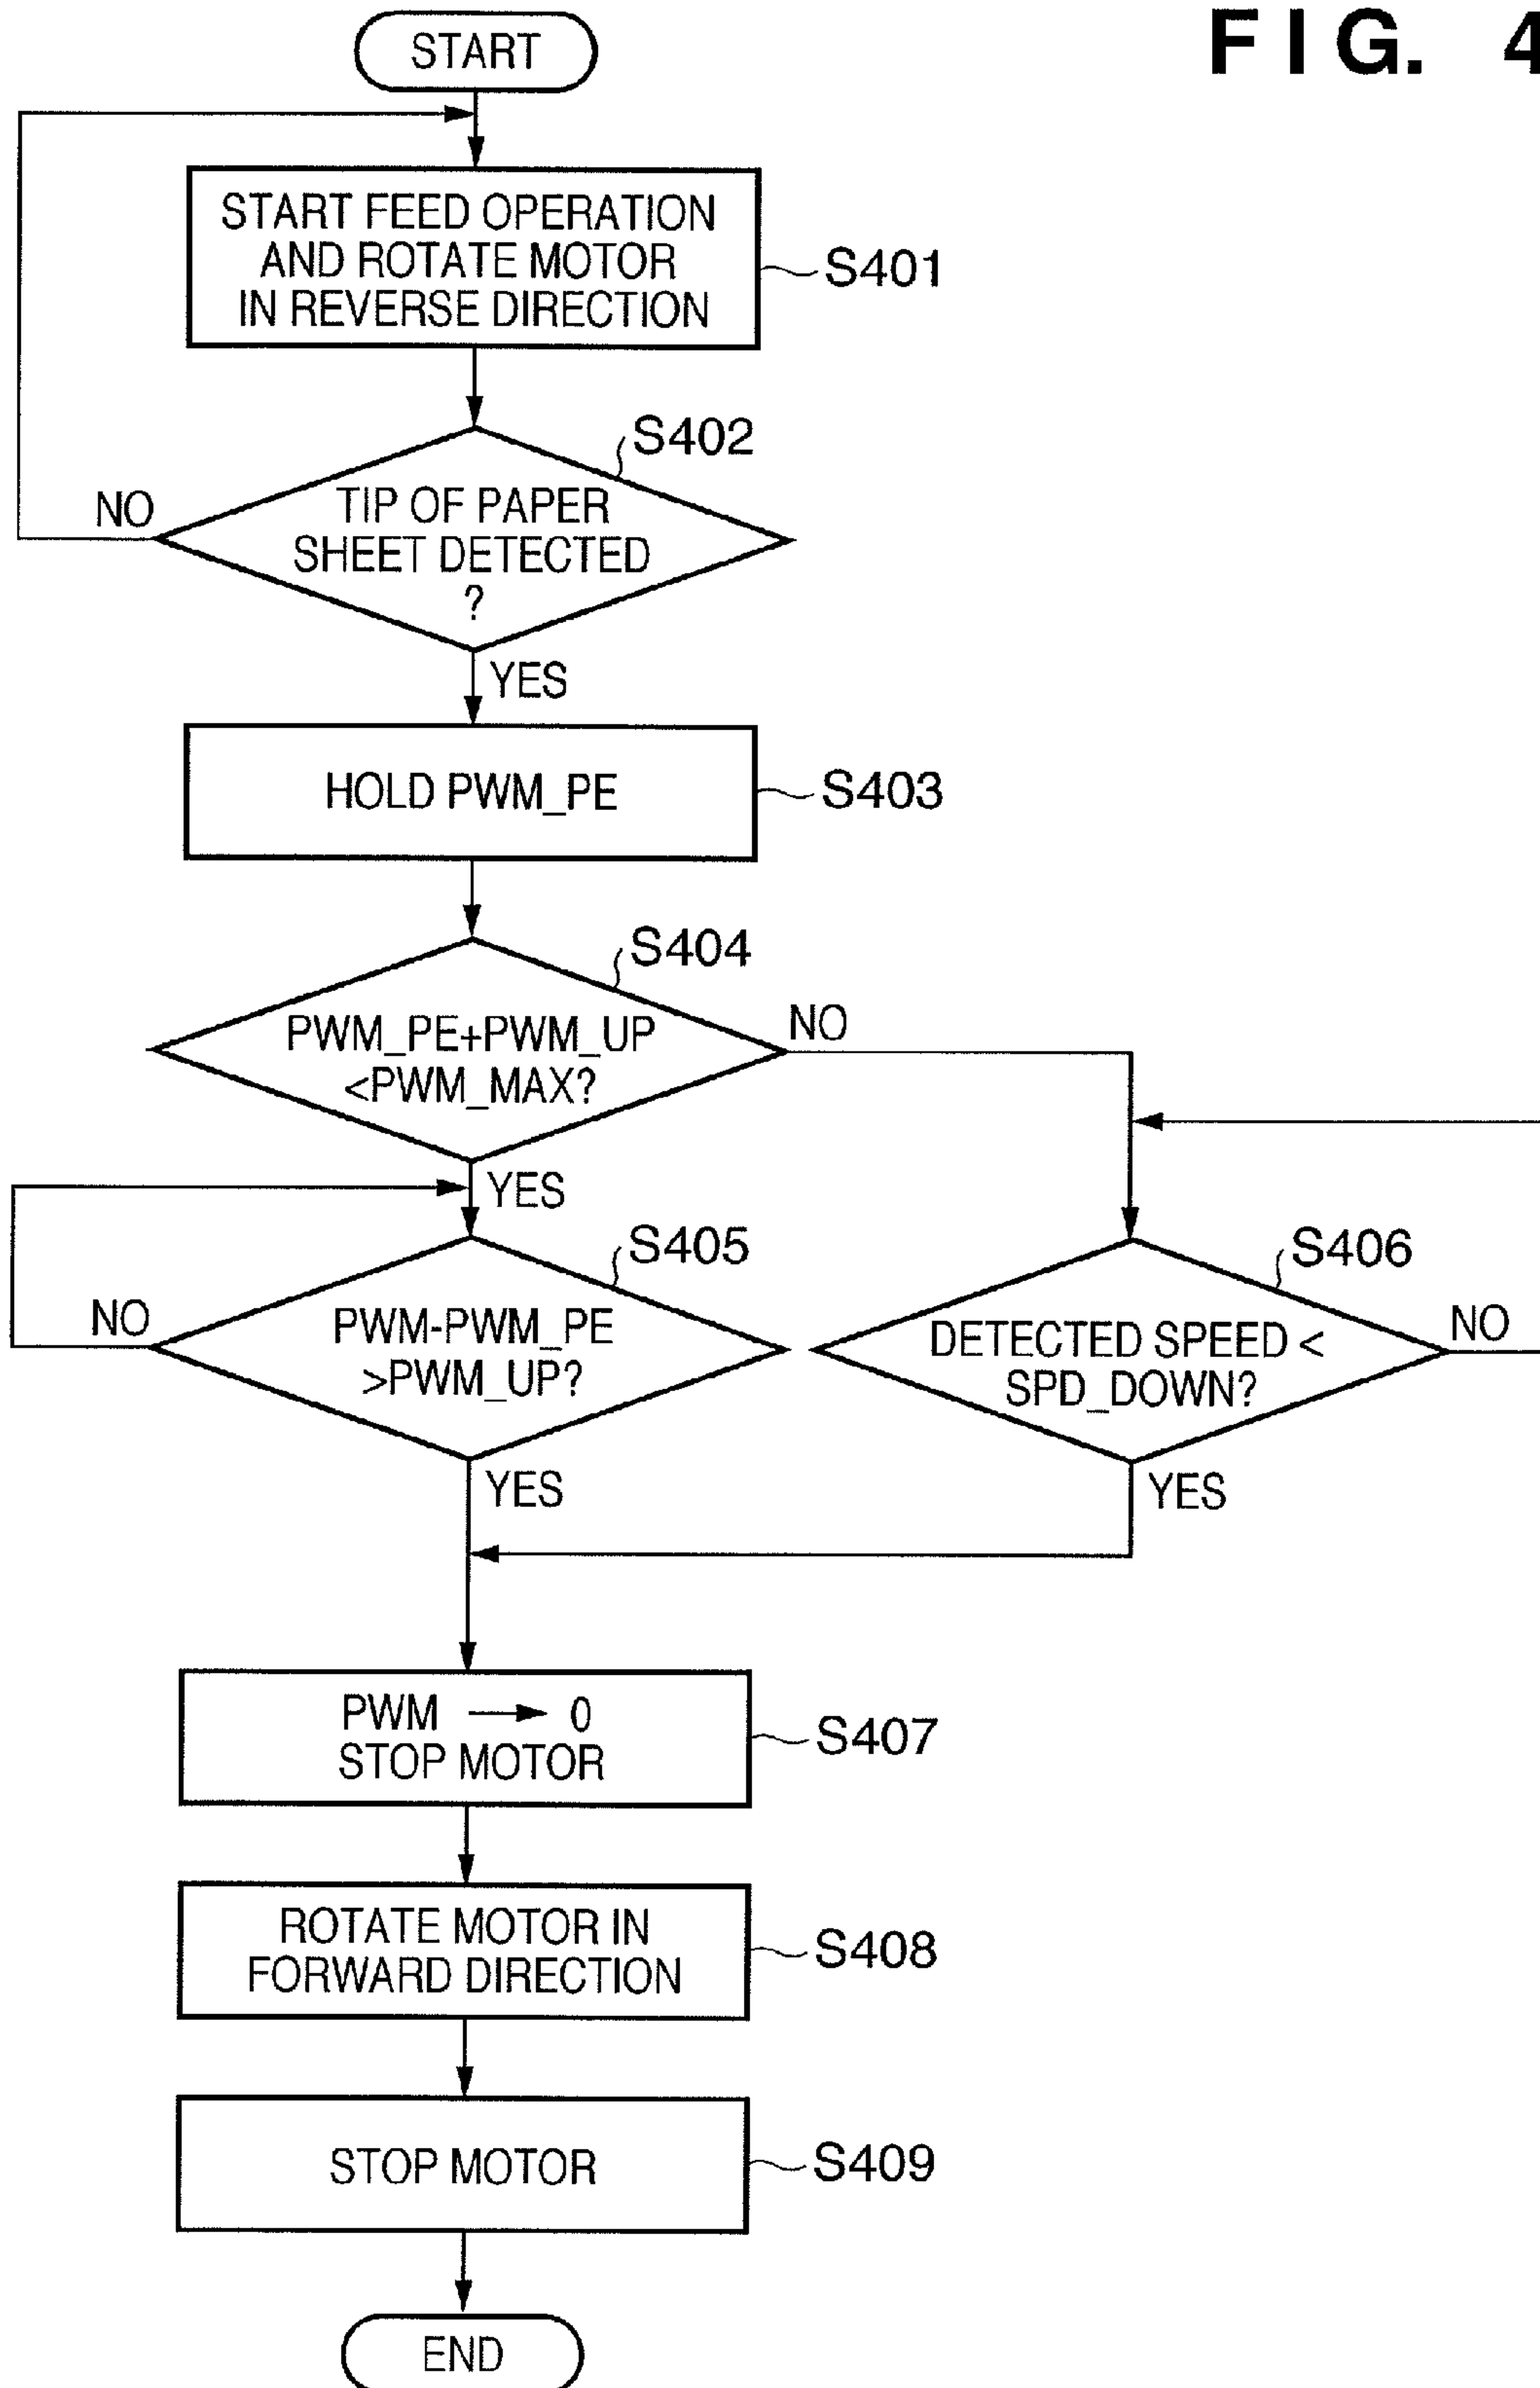 FIG. 4
START
START FEED OPERATION
AND ROTATE MOTOR
IN REVERSE DIRECTION
S401
S402
NO
TIP OF PAPER
SHEET DETECTED
?
YES
HOLD PWM_PE
S403
S404
PWM_PE+PWM_UP
<PWM_MAX?
NO
YES
S405
NO
PWM-PWM_PE
>PWM_UP?
YES
S406
DETECTED SPEED <
SPD_DOWN?
NO
YES
PWM → 0
STOP MOTOR
S407
ROTATE MOTOR IN
FORWARD DIRECTION
S408
STOP MOTOR
S409
END